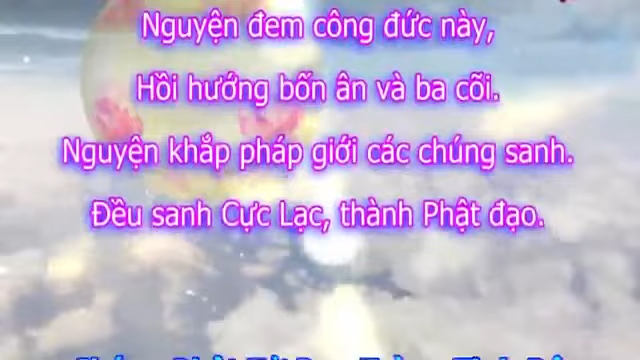 Nguyện đem công đức này,
Hồi hướng bốn ân và ba cõi.
Nguyện khắp pháp giới các chúng sanh.
Đều sanh Cực Lạc, thành Phật đạo.